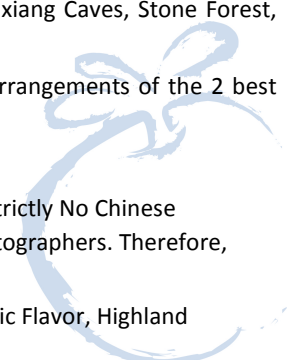 xiang Caves, Stone Forest,
rrangements of the 2 best
trictly No Chinese
tographers. Therefore,
ic Flavor, Highland